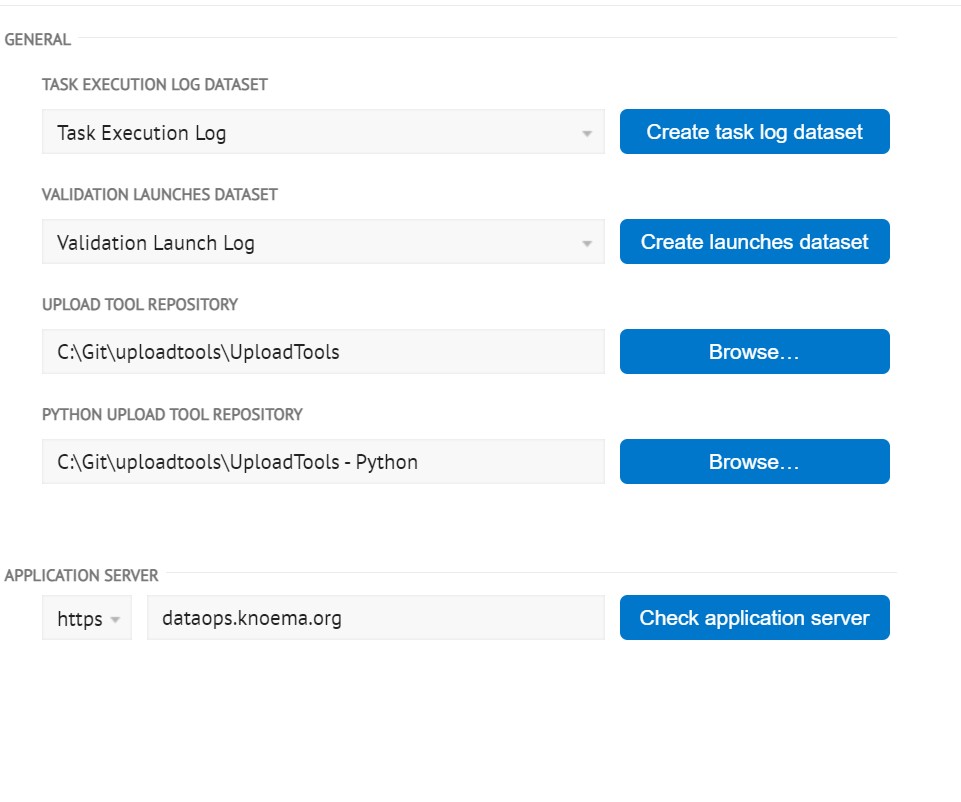 GENERAL
TASK EXECUTION LOG DATASET
Task Execution Log
Create task log dataset
VALIDATION LAUNCHES DATASET
Validation Launch Log
Create launches dataset
UPLOAD TOOL REPOSITORY
C:\Git\uploadtools\UploadTools
Browse...
PYTHON UPLOAD TOOL REPOSITORY
C:\Git\uploadtools\UploadTools - Python
Browse...
APPLICATION SERVER
https
dataops.knoema.org
Check application server